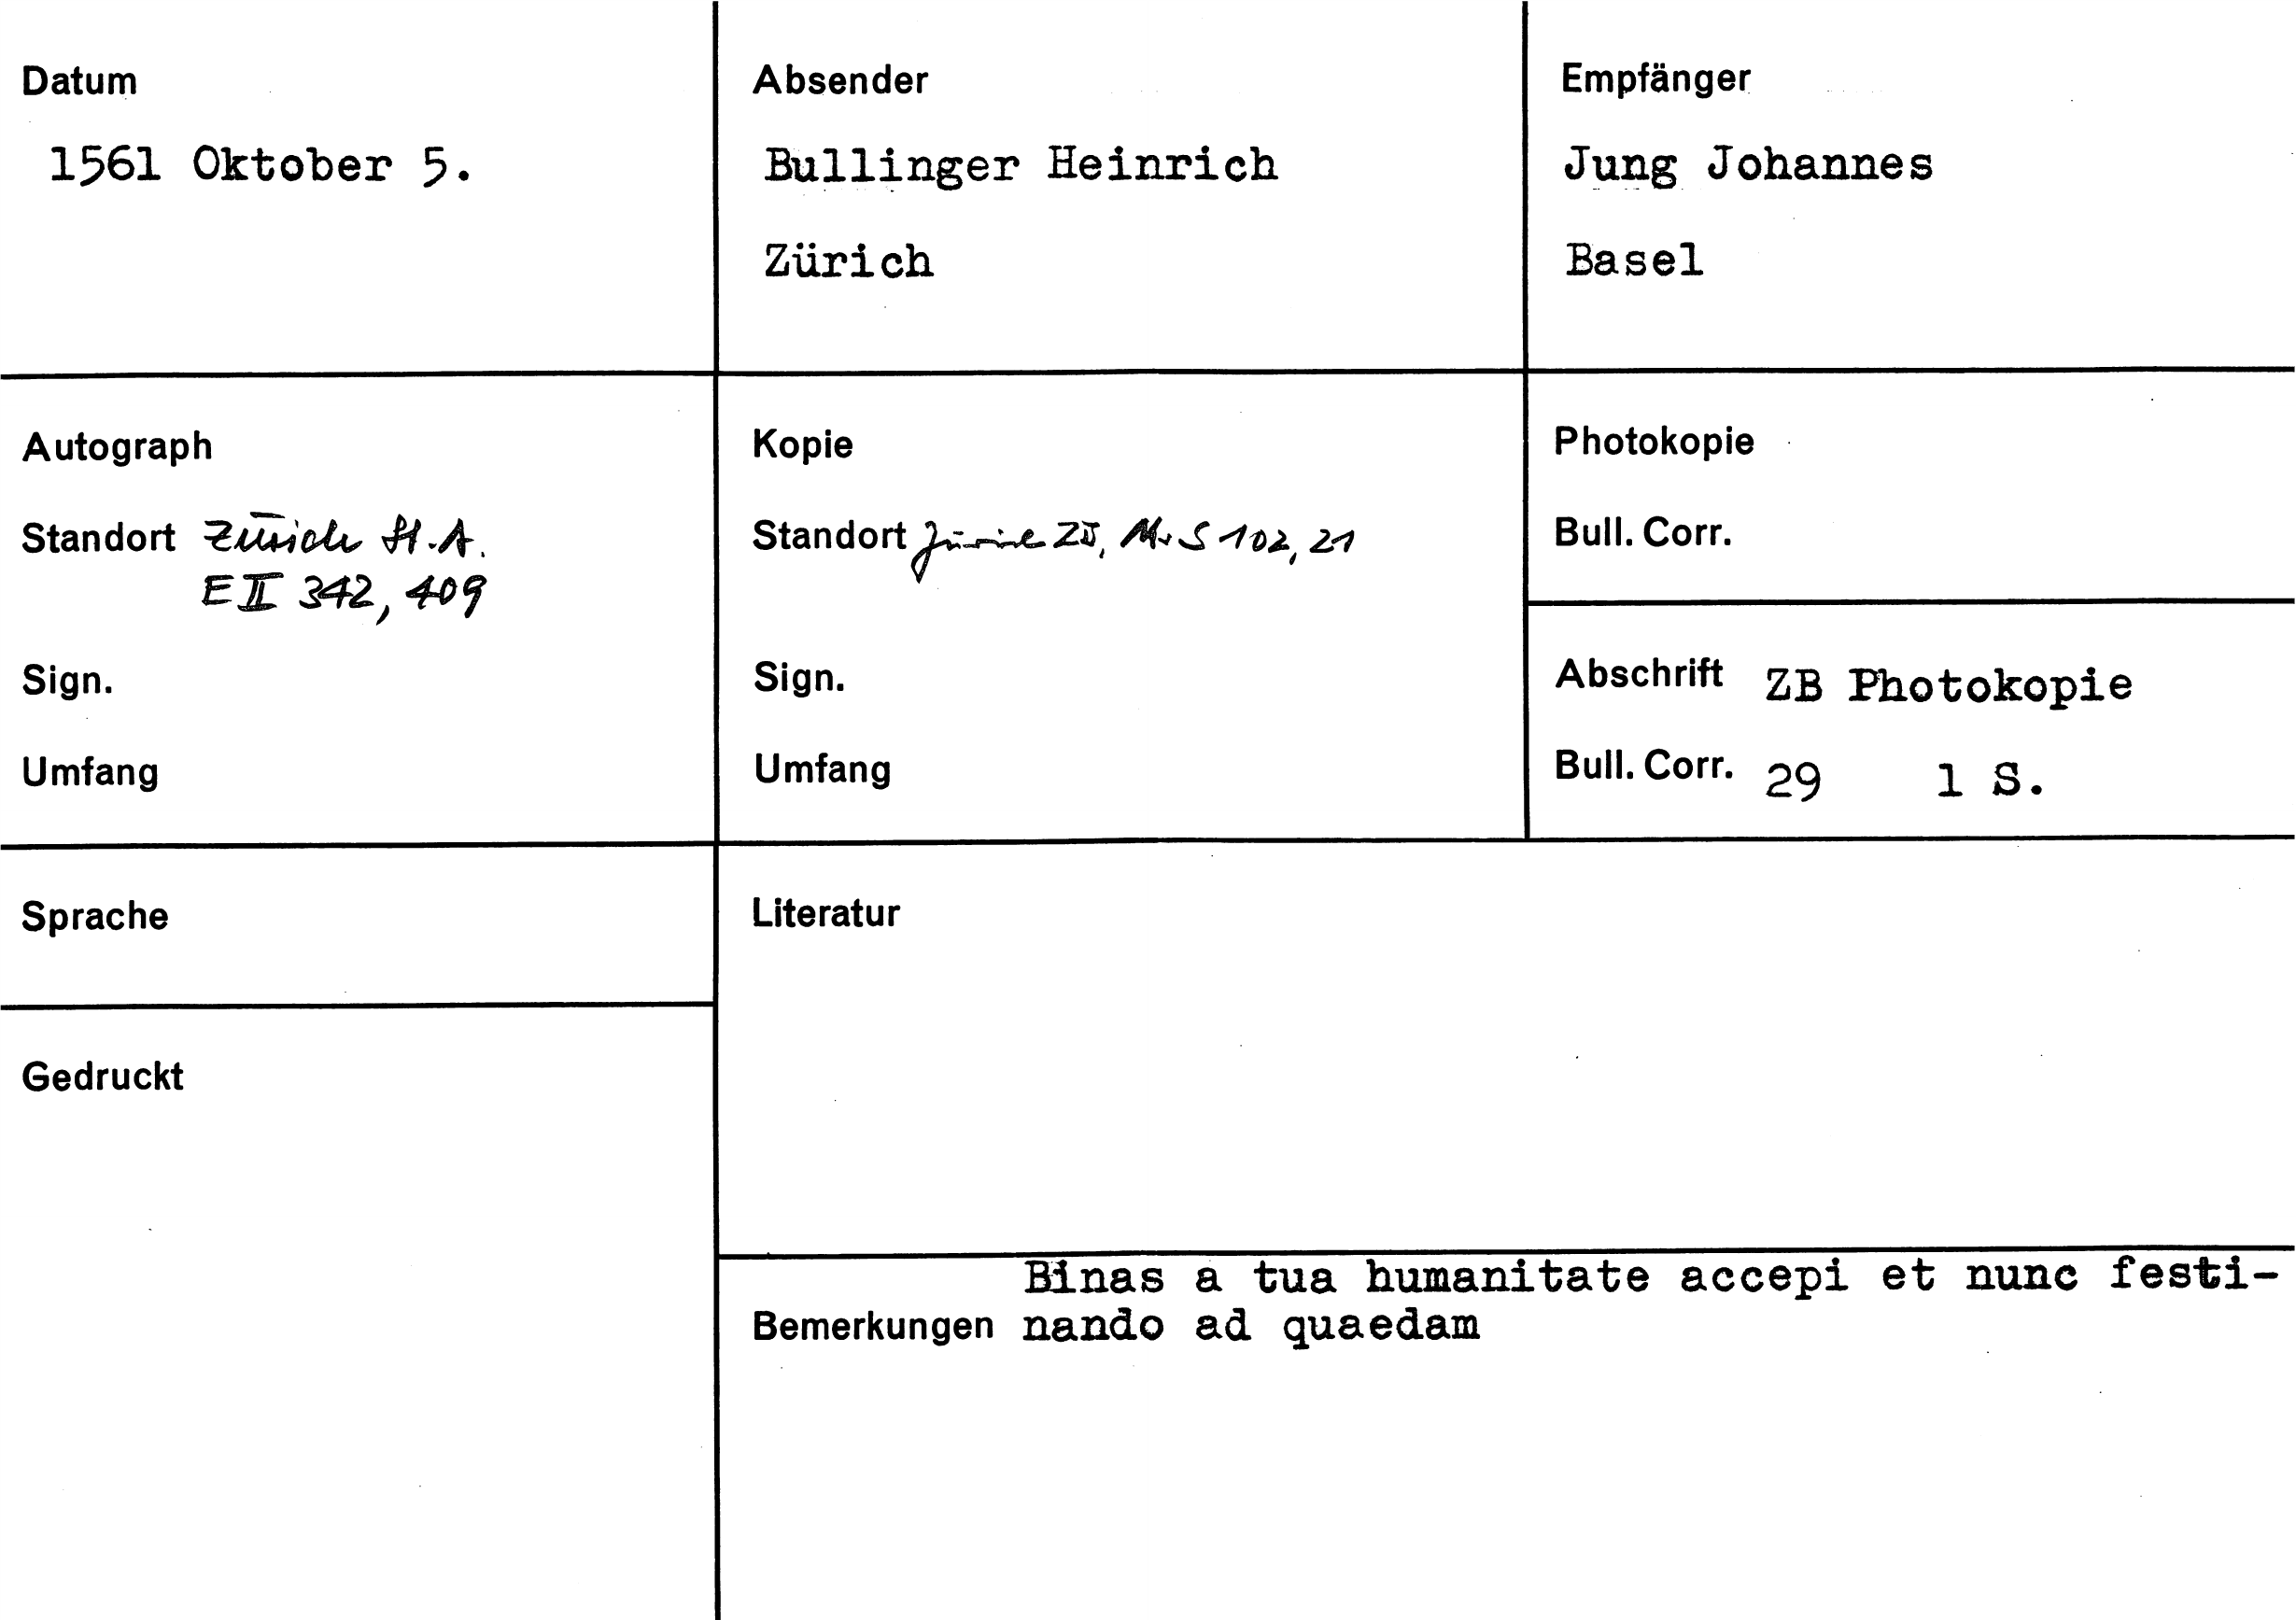 Datum
1561 Oktober 5.
Absender
Bullinger Heinrich
Zürich
Empfänger
Jung Johannes
Basel
Autograph
Standort Zürich St.A.
E II 342, 409
Sign.
Umfang
Kopie
Standort Zürich ZB, Ms S 102, 21
Sign.
Umfang
Photokopie
Bull. Corr.
Abschrift ZB Photokopie
Bull. Corr. 29 1 S.
Sprache
Gedruckt
Literatur
Binas a tua humanitate accepi et nunc festi-
Bemerkungen nando ad quaedam